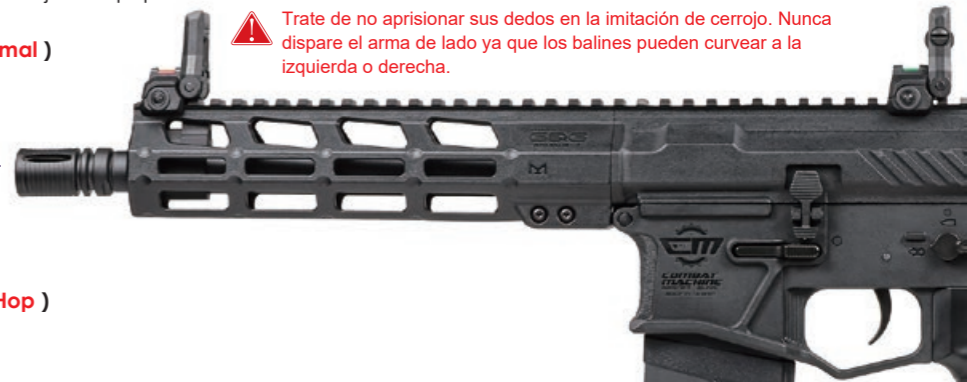 Trate de no aprisionar sus dedos en la imitación de cerrojo. Nunca
dispare el arma de lado ya que los balines pueden curvear a la
izquierda o derecha.
mal )
Hop )
G&G
M
CM
COMBAT
MACHINE